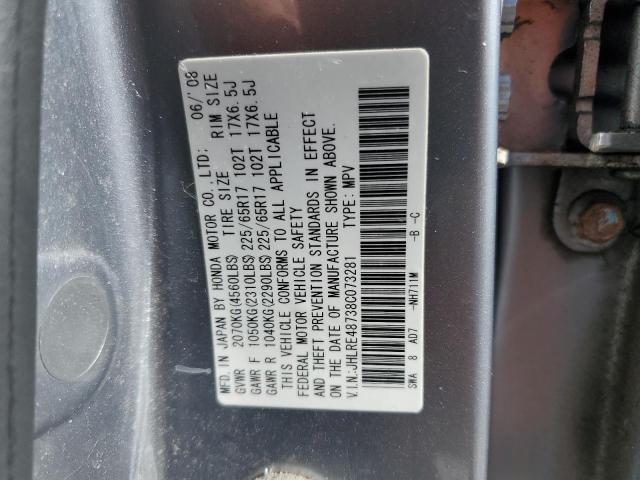 MFD. IN JAPAN BY HONDA MOTOR CO., LTD; 06/'08
TIRE SIZE RIM SIZE
GVWR 2070KG(4560LBS)
GAWR F 1050KG(2310LBS) 225/65R17 102T 17X6.5J
GAWR R 1040KG(2290LBS) 225/65R17 102T 17X6.5J
THIS VEHICLE CONFORMS TO ALL APPLICABLE
FEDERAL MOTOR VEHICLE SAFETY
AND THEFT PREVENTION STANDARDS IN EFFECT
ON THE DATE OF MANUFACTURE SHOWN ABOVE.
V.I.N:JHLRE48738C073281 TYPE: MPV
SWA 8 AD7 -NH711M -B -C